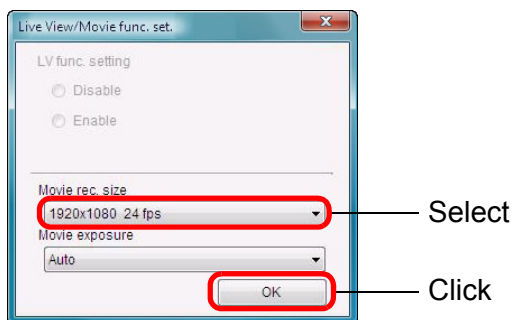 Live View/Movie func. set.
LV func. setting
Disable
Enable
Movie rec. size
1920x1080 24 fps
Select
Movie exposure
Auto
OK
Click